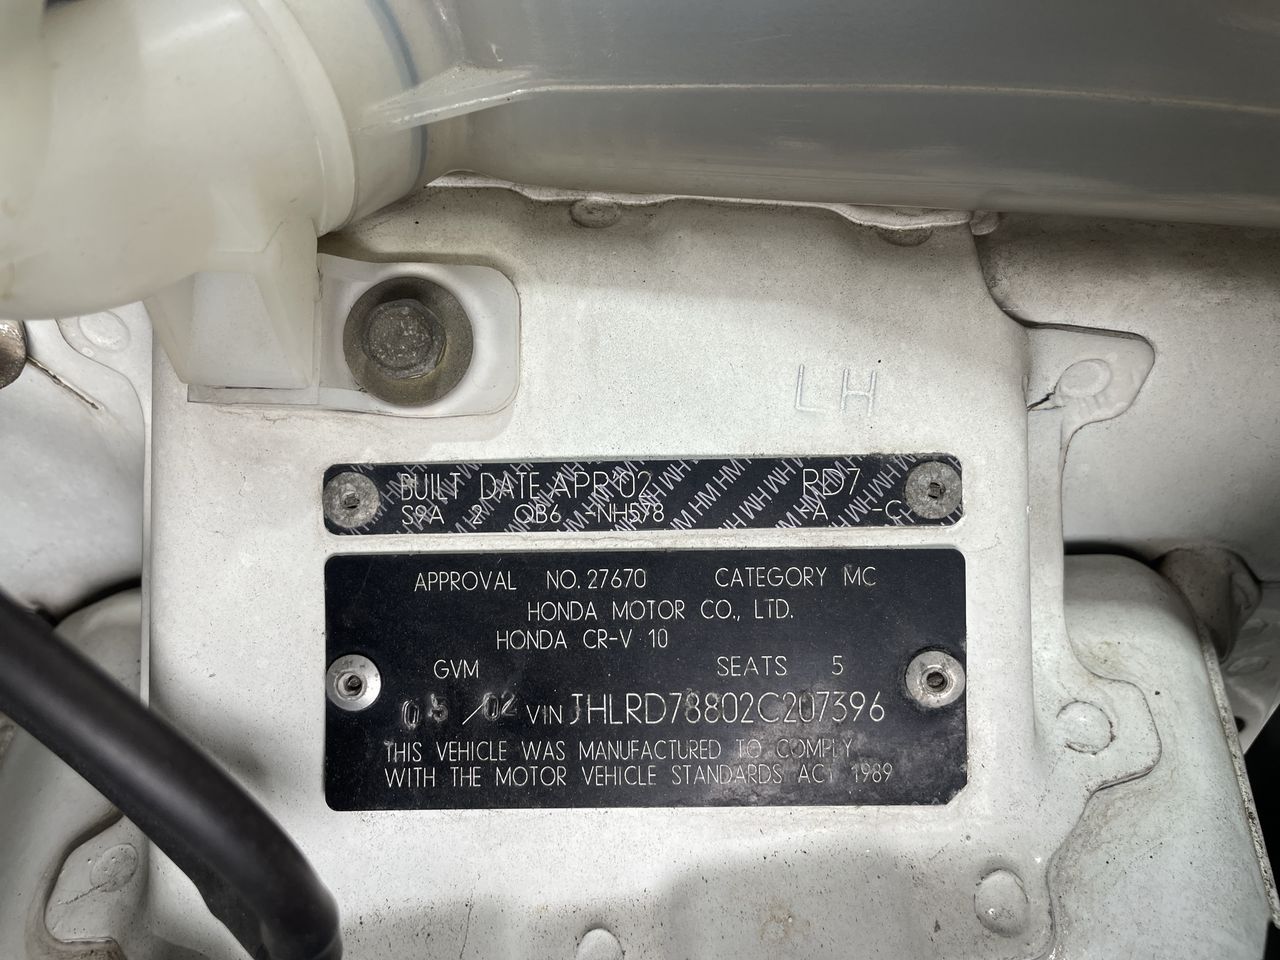 LH
BUILT DATE APR'02 RD7
S9A 2 QB6 -NH578 -A -C
APPROVAL NO. 27670 CATEGORY MC
HONDA MOTOR CO., LTD.
HONDA CR-V 10
GVM SEATS 5
05/02 VIN JHLRD78802C207396
THIS VEHICLE WAS MANUFACTURED TO COMPLY
WITH THE MOTOR VEHICLE STANDARDS ACT 1989